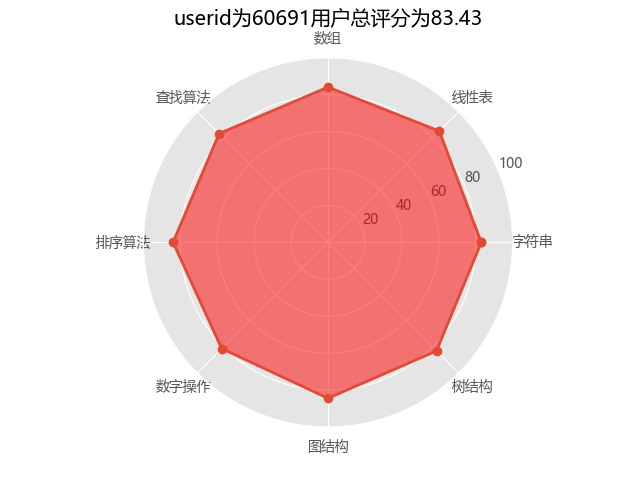 userid为60691用户总评分为83.43
数组
查找算法
线性表
100
80
60
40
20
排序算法
字符串
数字操作
树结构
图结构